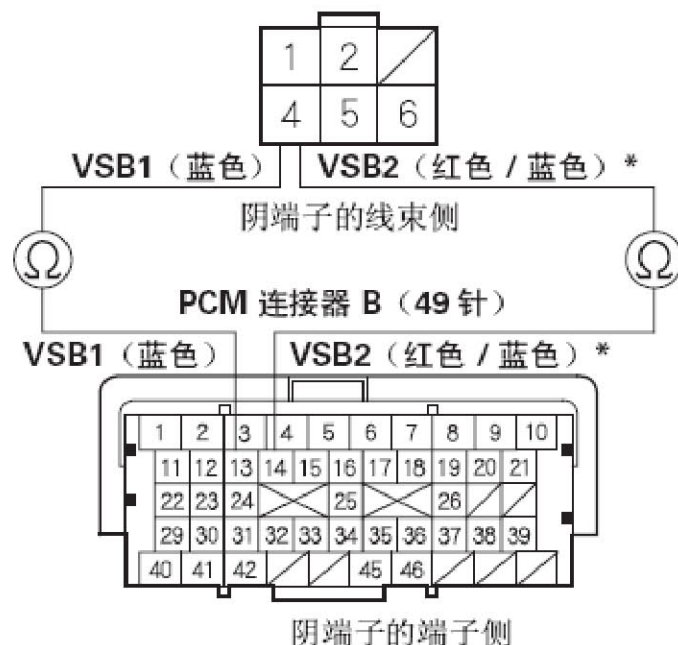 1 2
4 5 6
VSB1（蓝色） VSB2（红色 / 蓝色）*
阴端子的线束侧
Ω Ω
PCM 连接器 B（49 针）
VSB1（蓝色） VSB2（红色 / 蓝色）*
1 2 3 4 5 6 7 8 9 10
11 12 13 14 15 16 17 18 19 20 21
22 23 24 25 26
29 30 31 32 33 34 35 36 37 38 39
40 41 42 45 46
阴端子的端子侧